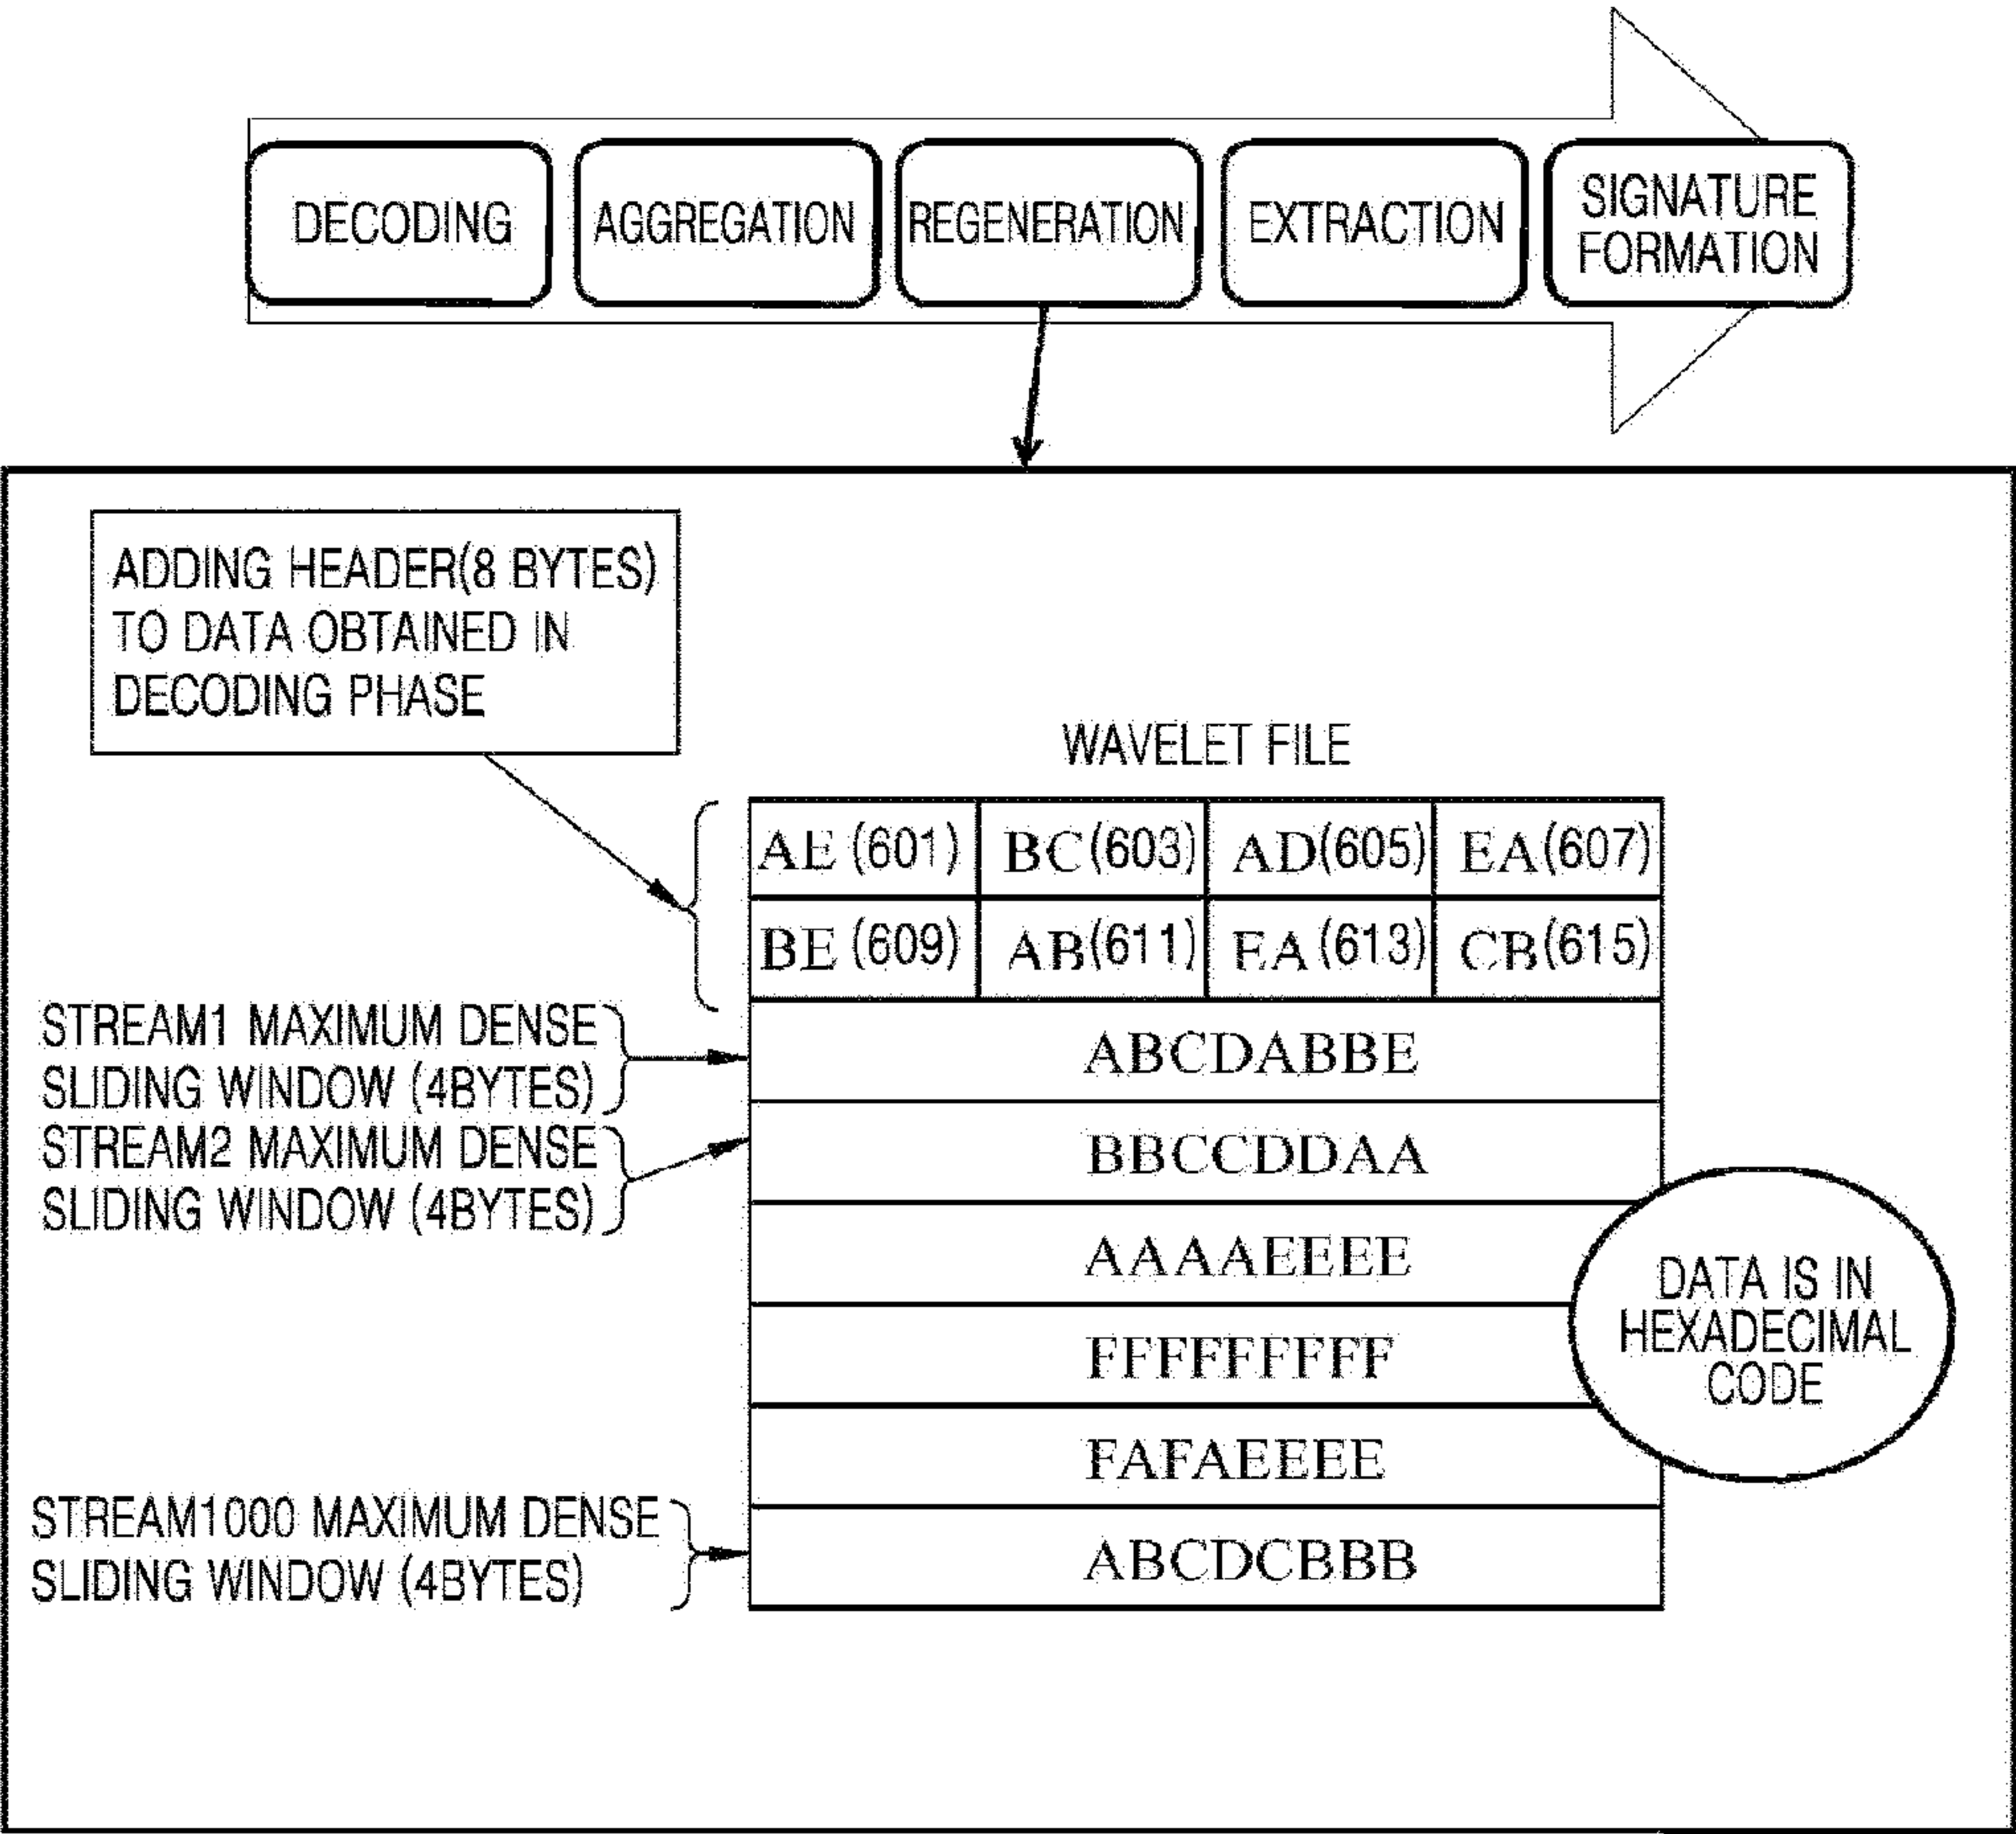 DECODING
AGGREGATION
REGENERATION
EXTRACTION
SIGNATURE
FORMATION
ADDING HEADER(8 BYTES)
TO DATA OBTAINED IN
DECODING PHASE
WAVELET FILE
AE (601) BC(603) AD(605) EA(607)
BE (609) AB(611) EA(613) CB(615)
STREAM1 MAXIMUM DENSE
SLIDING WINDOW (4BYTES)
ABCDABBE
STREAM2 MAXIMUM DENSE
SLIDING WINDOW (4BYTES)
BBCCDDAA
AAAAEEEE
FFFFFFFF
FAFAEEEE
DATA IS IN
HEXADECIMAL
CODE
STREAM1000 MAXIMUM DENSE
SLIDING WINDOW (4BYTES)
ABCDCBBB